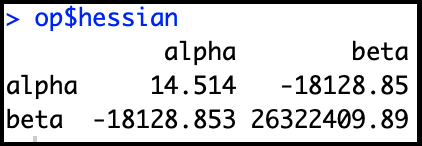 > op$hessian
alpha beta
alpha 14.514 -18128.85
beta -18128.853 26322409.89